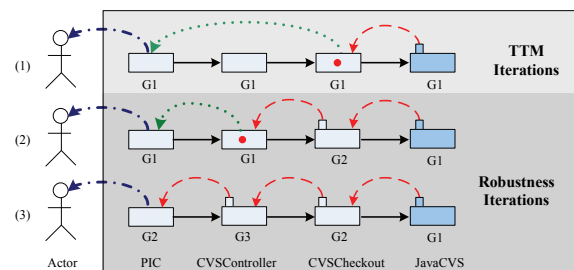 (1)
G1 G1 G1 G1
TTM
Iterations
(2)
G1 G1 G2 G1
(3)
G2 G3 G2 G1
Robustness
Iterations
Actor PIC CVSController CVSCheckout JavaCVS